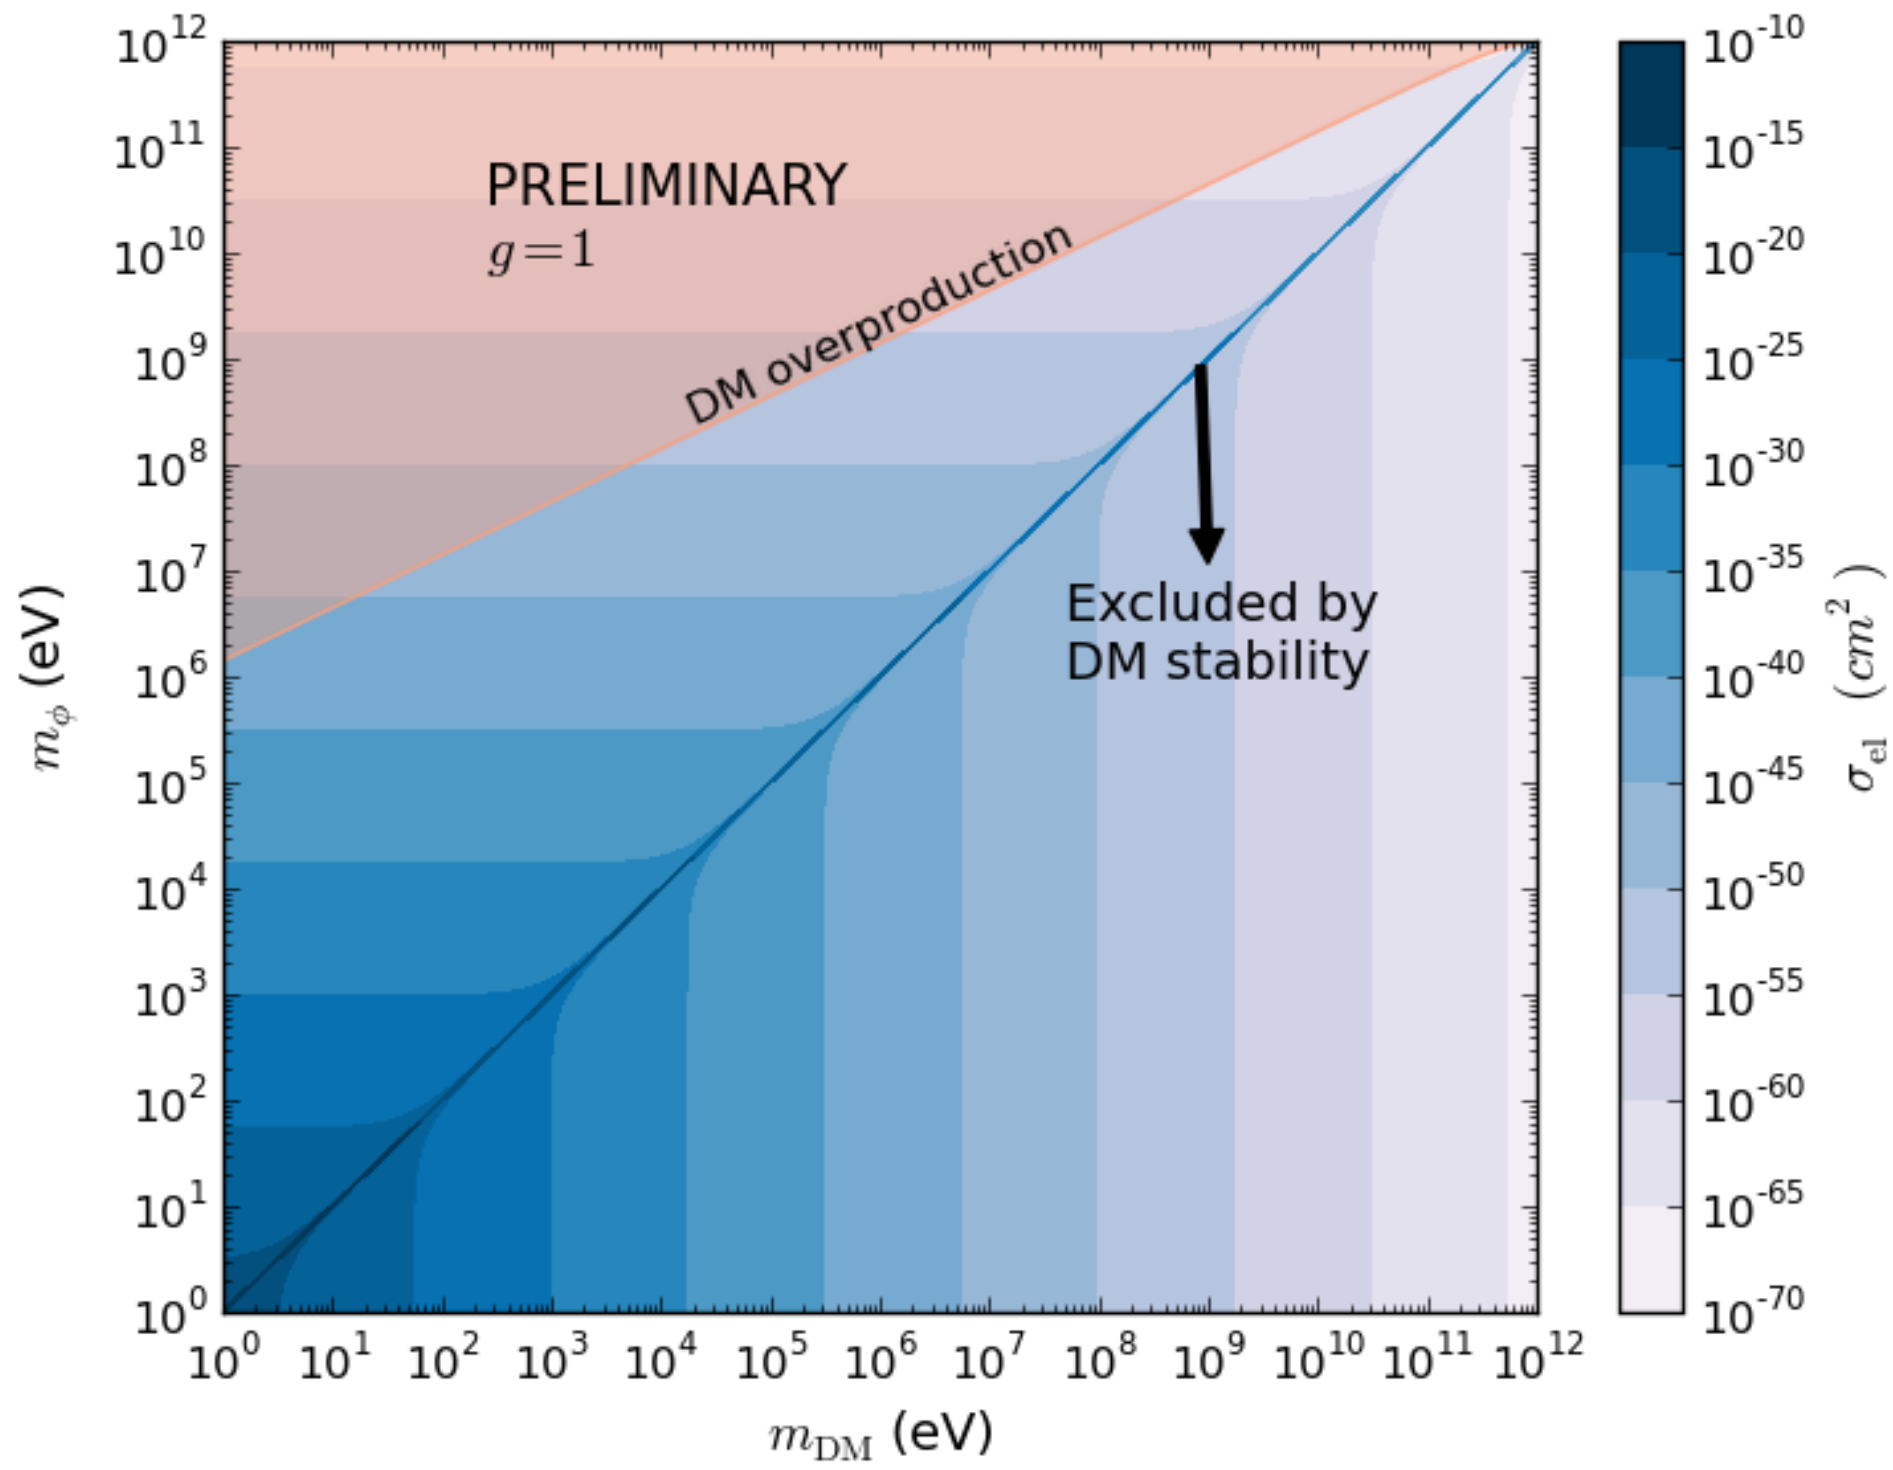 PRELIMINARY
g=1
DM overproduction
Excluded by
DM stability
10^12
10^11
10^10
10^9
10^8
10^7
10^6
10^5
10^4
10^3
10^2
10^1
10^0
m_ϕ (eV)
10^0 10^1 10^2 10^3 10^4 10^5 10^6 10^7 10^8 10^9 10^10 10^11 10^12
m_DM (eV)
10^-10
10^-15
10^-20
10^-25
10^-30
10^-35
10^-40
10^-45
10^-50
10^-55
10^-60
10^-65
10^-70
σ_el (cm^2)